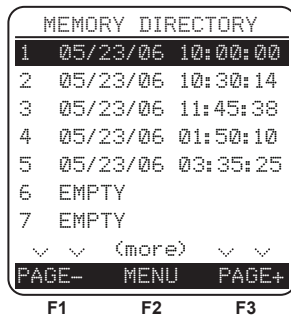 MEMORY DIRECTORY
1 05/23/06 10:00:00
2 05/23/06 10:30:14
3 05/23/06 11:45:38
4 05/23/06 01:50:10
5 05/23/06 03:35:25
6 EMPTY
7 EMPTY
(more)
PAGE- MENU PAGE+
F1 F2 F3